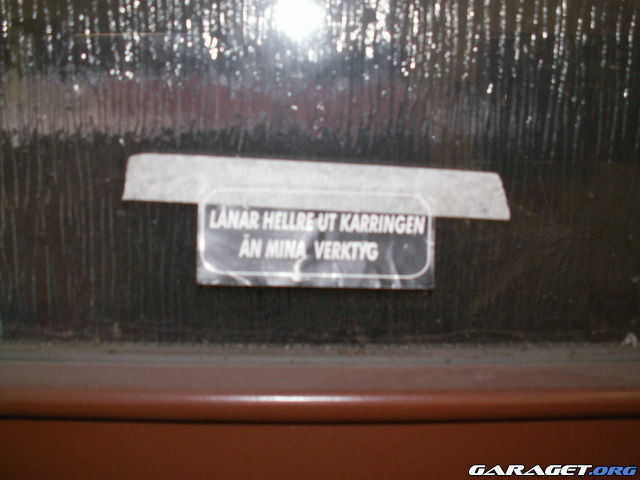 LÅNAR HELLRE UT KÄRRINGEN
ÄN MINA VERKTYG
GARAGET.ORG